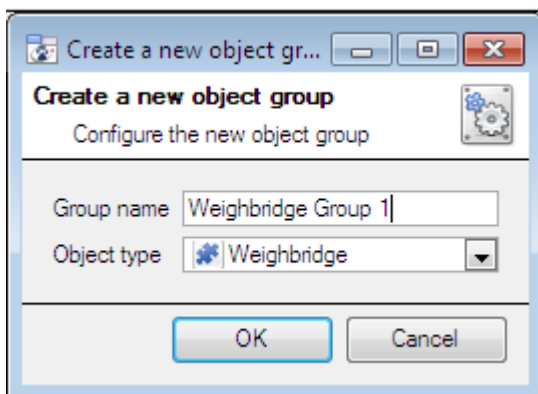 Create a new object gr...
Create a new object group
Configure the new object group
Group name Weighbridge Group 1
Object type Weighbridge
OK Cancel